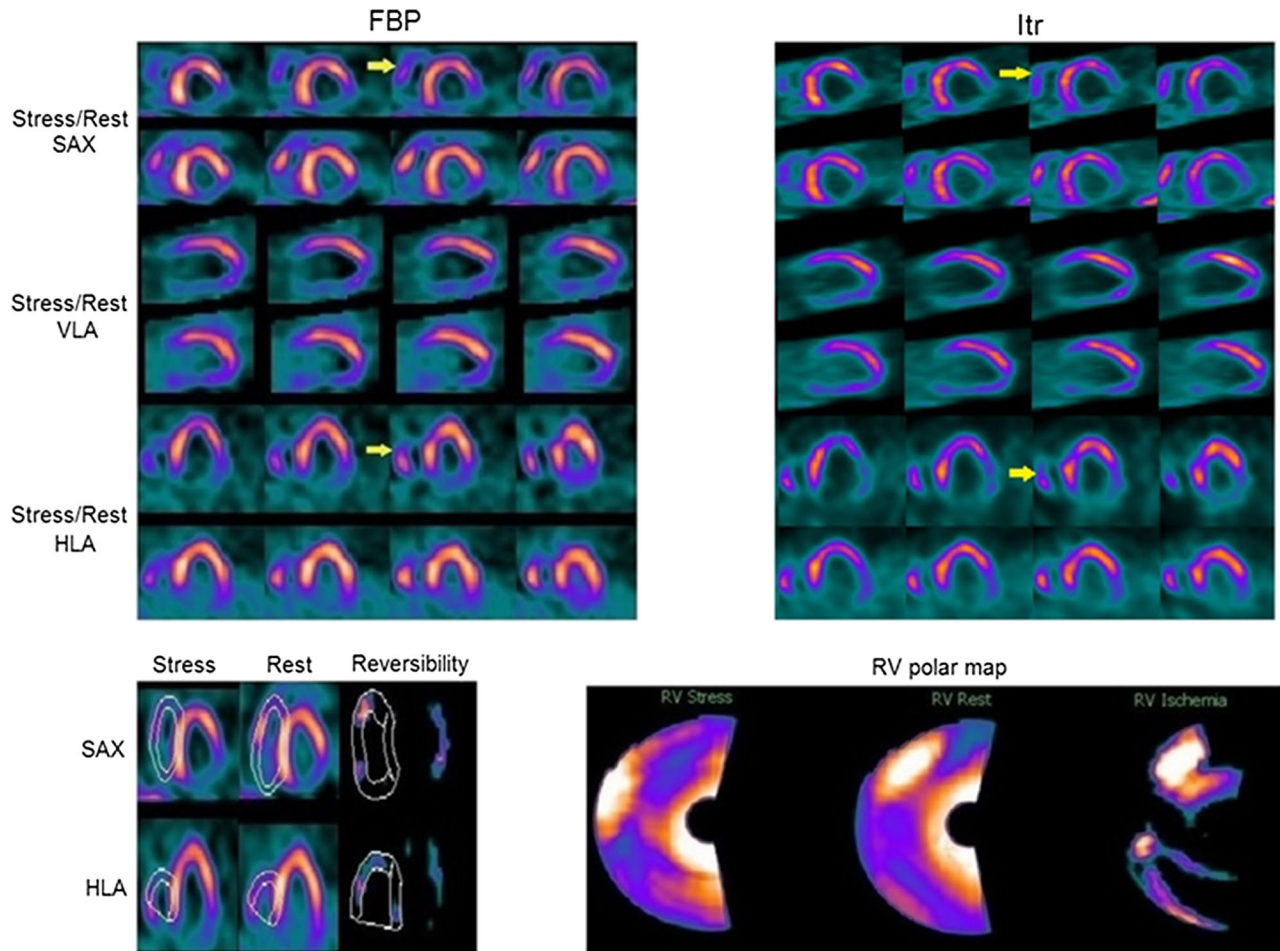 FBP
Itr
Stress/Rest
SAX
Stress/Rest
VLA
Stress/Rest
HLA
Stress
Rest
Reversibility
SAX
HLA
RV polar map
RV Stress
RV Rest
RV Ischemia